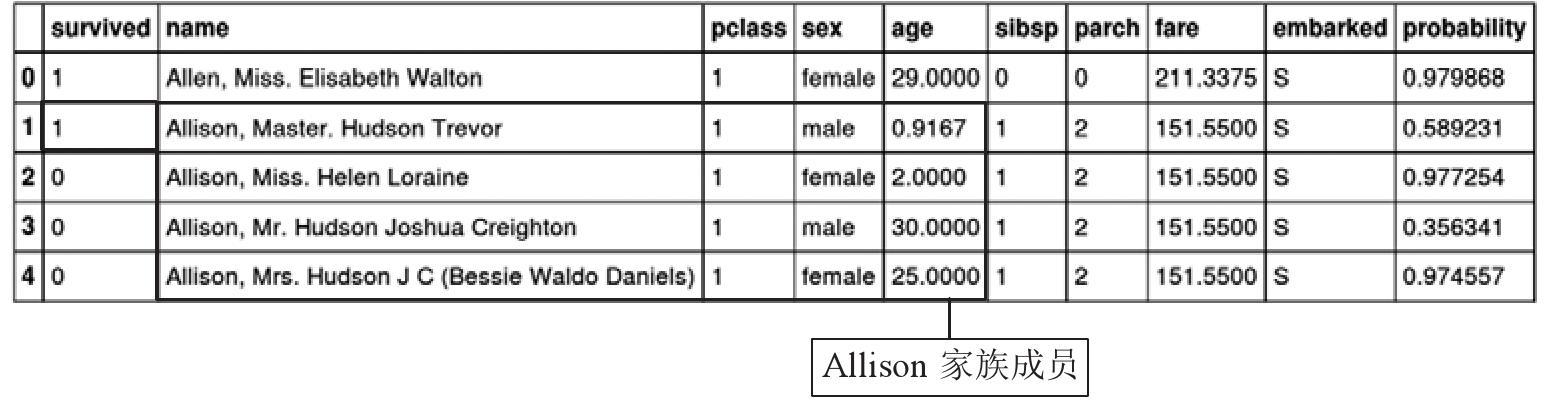 survived name pclass sex age sibsp parch fare embarked probability
0 1 Allen, Miss. Elisabeth Walton 1 female 29.0000 0 0 211.3375 S 0.979868
1 1 Allison, Master. Hudson Trevor 1 male 0.9167 1 2 151.5500 S 0.589231
2 0 Allison, Miss. Helen Loraine 1 female 2.0000 1 2 151.5500 S 0.977254
3 0 Allison, Mr. Hudson Joshua Creighton 1 male 30.0000 1 2 151.5500 S 0.356341
4 0 Allison, Mrs. Hudson J C (Bessie Waldo Daniels) 1 female 25.0000 1 2 151.5500 S 0.974557
Allison 家族成员